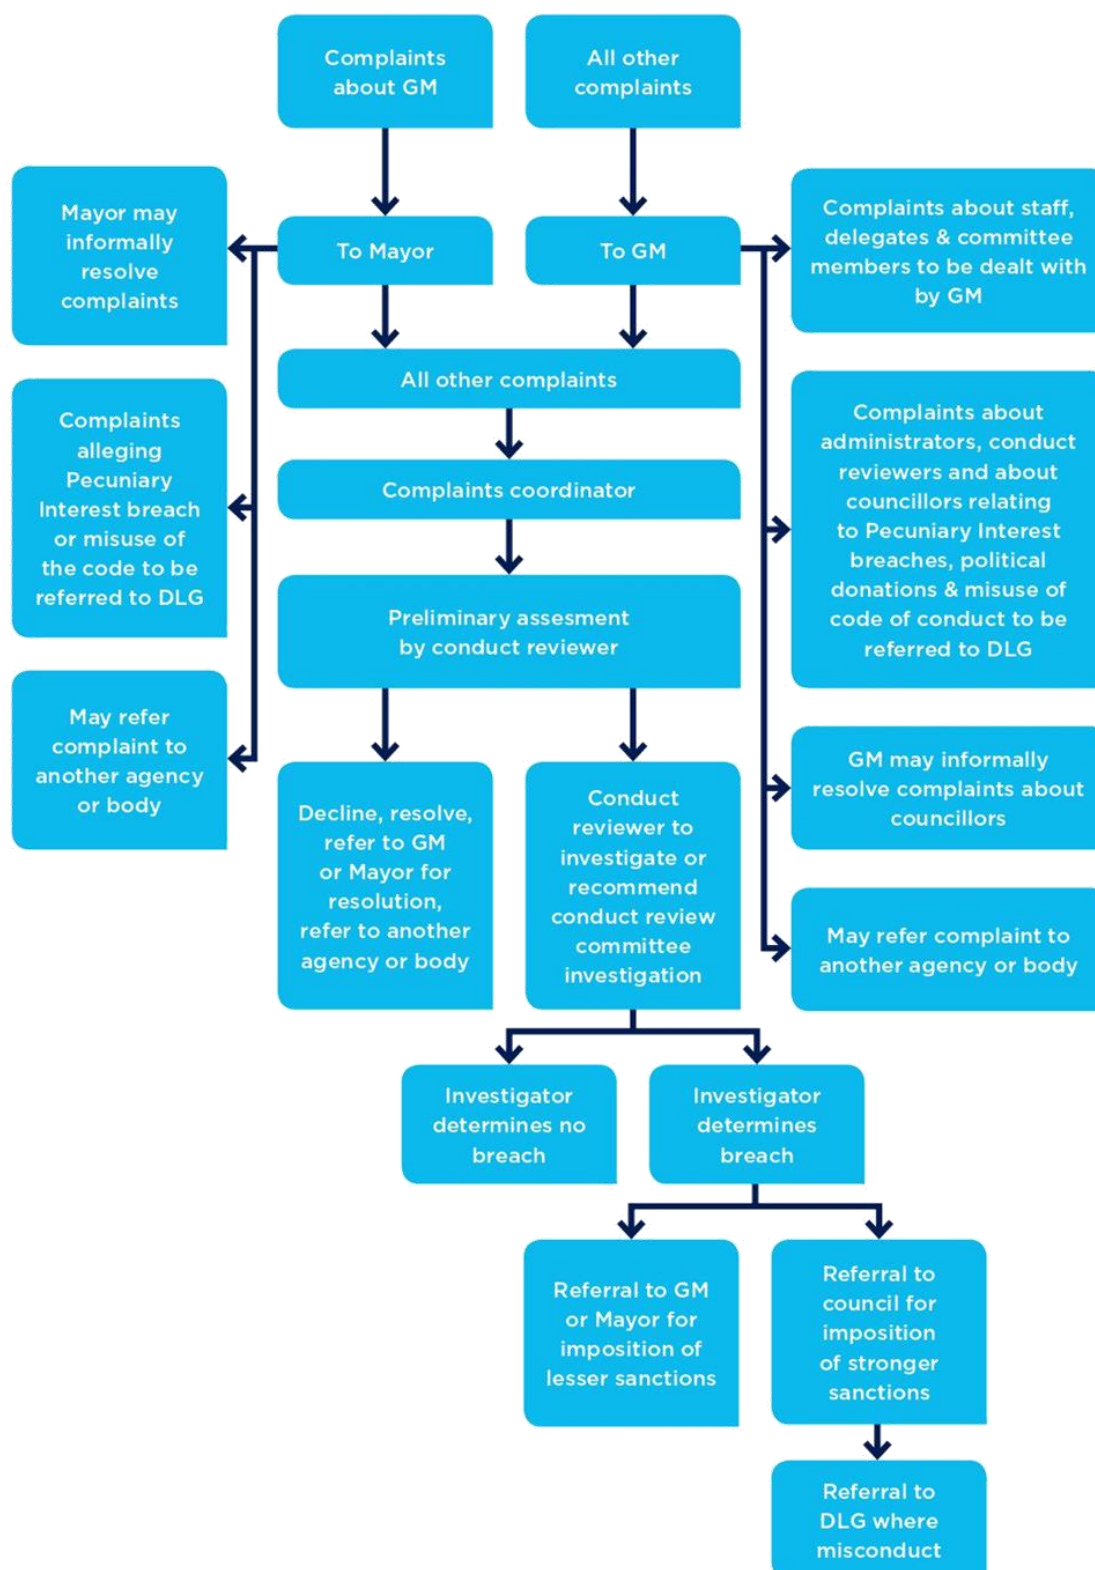 Complaints
about GM
All other
complaints
Mayor may
informally
resolve
complaints
To Mayor
To GM
Complaints about staff,
delegates & committee
members to be dealt with
by GM
All other complaints
Complaints
alleging
Pecuniary
Interest breach
or misuse of
the code to be
referred to DLG
Complaints about
administrators, conduct
reviewers and about
councillors relating
to Pecuniary Interest
breaches, political
donations & misuse of
code of conduct to be
referred to DLG
Complaints coordinator
Preliminary assesment
by conduct reviewer
May refer
complaint to
another agency
or body
GM may informally
resolve complaints about
councillors
Decline, resolve,
refer to GM
or Mayor for
resolution,
refer to another
agency or body
Conduct
reviewer to
investigate or
recommend
conduct review
committee
investigation
May refer complaint to
another agency or body
Investigator
determines no
breach
Investigator
determines
breach
Referral to GM
or Mayor for
imposition of
lesser sanctions
Referral to
council for
imposition
of stronger
sanctions
Referral to
DLG where
misconduct